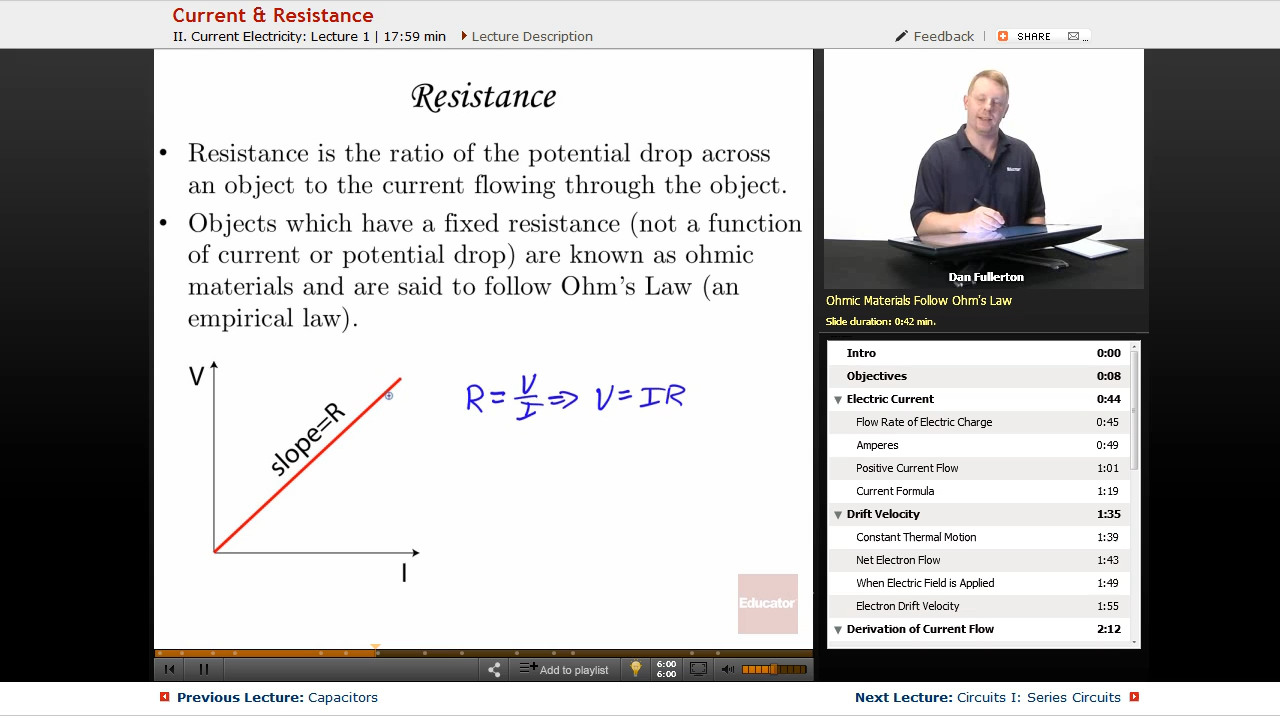 Current & Resistance
II. Current Electricity: Lecture 1 | 17:59 min
Lecture Description
Feedback
SHARE
Resistance
• Resistance is the ratio of the potential drop across
an object to the current flowing through the object.
• Objects which have a fixed resistance (not a function
of current or potential drop) are known as ohmic
materials and are said to follow Ohm's Law (an
empirical law).
V
slope=R
I
R = V/I ⇒ V = IR
Educator
Add to playlist
6:00
6:00
Dan Fullerton
Ohmic Materials Follow Ohm's Law
Slide duration: 0:42 min.
Intro 0:00
Objectives 0:08
Electric Current 0:44
Flow Rate of Electric Charge 0:45
Amperes 0:49
Positive Current Flow 1:01
Current Formula 1:19
Drift Velocity 1:35
Constant Thermal Motion 1:39
Net Electron Flow 1:43
When Electric Field is Applied 1:49
Electron Drift Velocity 1:55
Derivation of Current Flow 2:12
Previous Lecture: Capacitors
Next Lecture: Circuits I: Series Circuits